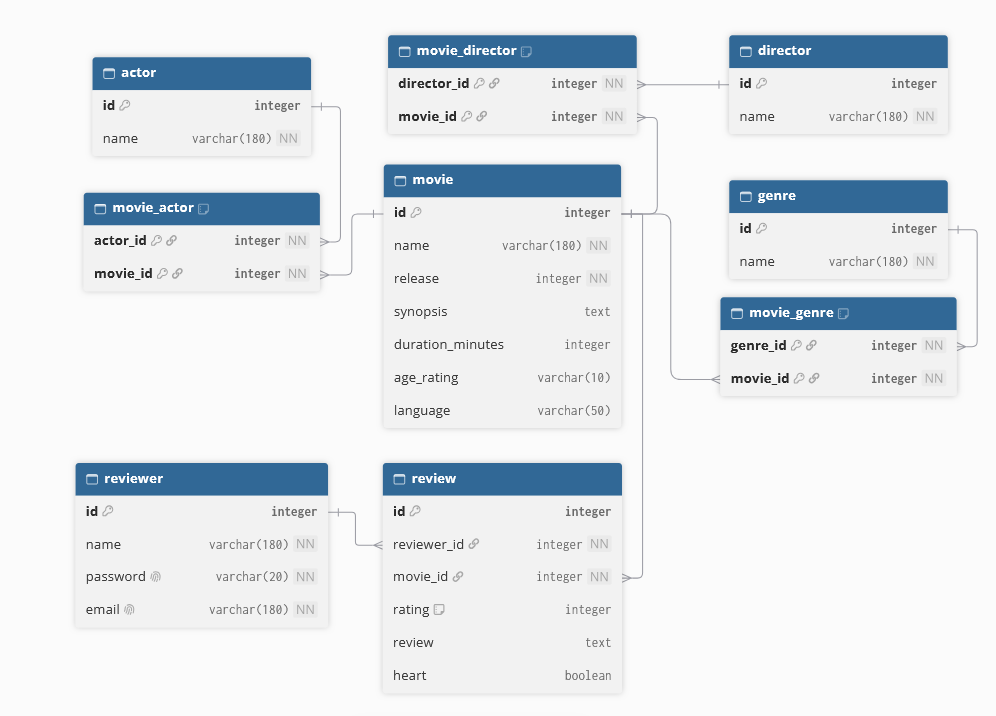 actor
id integer
name varchar(180) NN
movie_actor
actor_id integer NN
movie_id integer NN
movie_director
director_id integer NN
movie_id integer NN
director
id integer
name varchar(180) NN
movie
id integer
name varchar(180) NN
release integer NN
synopsis text
duration_minutes integer
age_rating varchar(10)
language varchar(50)
genre
id integer
name varchar(180) NN
movie_genre
genre_id integer NN
movie_id integer NN
reviewer
id integer
name varchar(180) NN
password varchar(20) NN
email varchar(180) NN
review
id integer
reviewer_id integer NN
movie_id integer NN
rating integer
review text
heart boolean